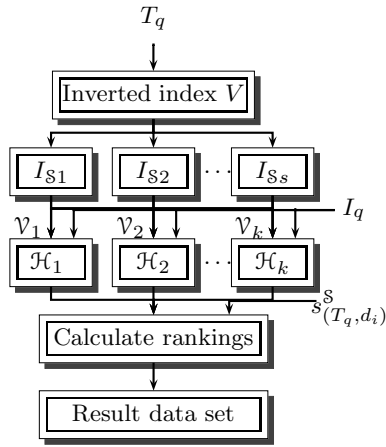 T_q
Inverted index V
I_𝒮1 I_𝒮2 ··· I_𝒮s
I_q
𝒱_1 𝒱_2 𝒱_k
ℋ_1 ℋ_2 ··· ℋ_k
s^𝒮_(T_q,d_i)
Calculate rankings
Result data set